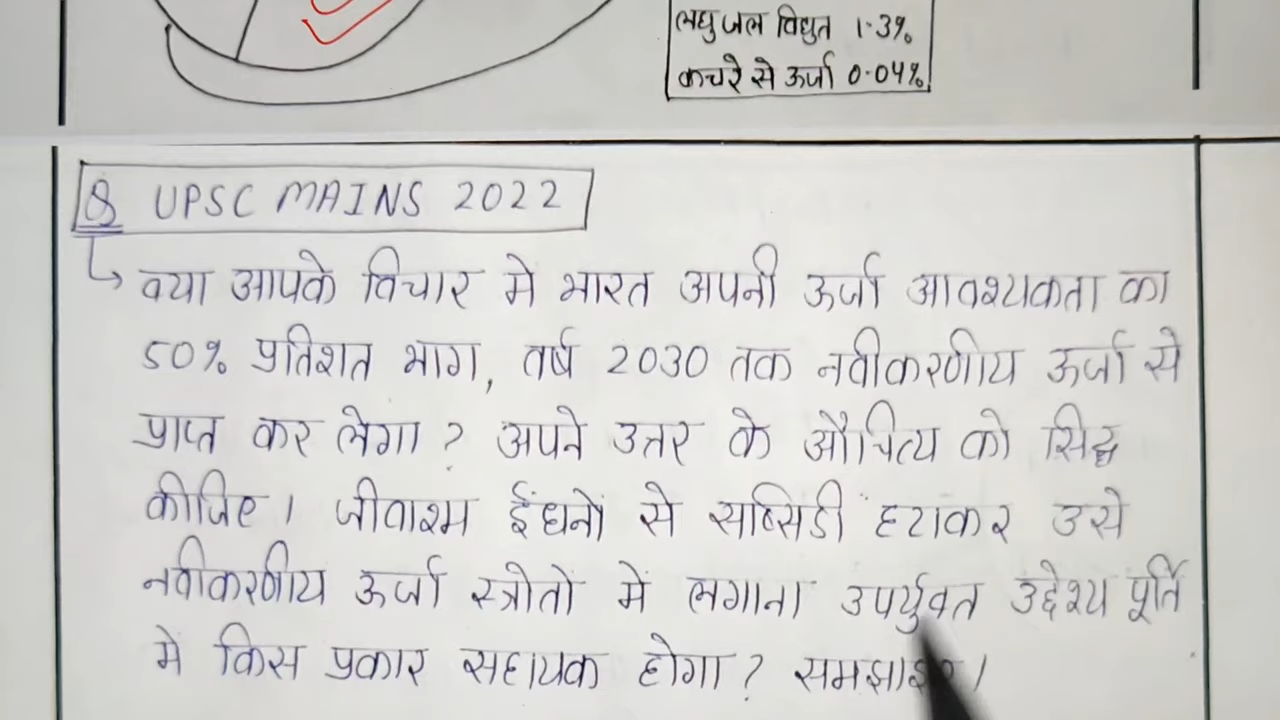 लघु जल विद्युत 1.3%
कचरे से ऊर्जा 0.04%
Q UPSC MAINS 2022
क्या आपके विचार मे भारत अपनी ऊर्जा आवश्यकता का
50% प्रतिशत भाग, वर्ष 2030 तक नवीकरणीय ऊर्जा से
प्राप्त कर लेगा? अपने उत्तर के औचित्य को सिद्ध
कीजिए। जीवाश्म ईंधनों से सब्सिडी हटाकर उसे
नवीकरणीय ऊर्जा स्त्रोतों में लगाना उपर्युक्त उद्देश्य पूर्ति
मे किस प्रकार सहायक होगा? समझाइए।